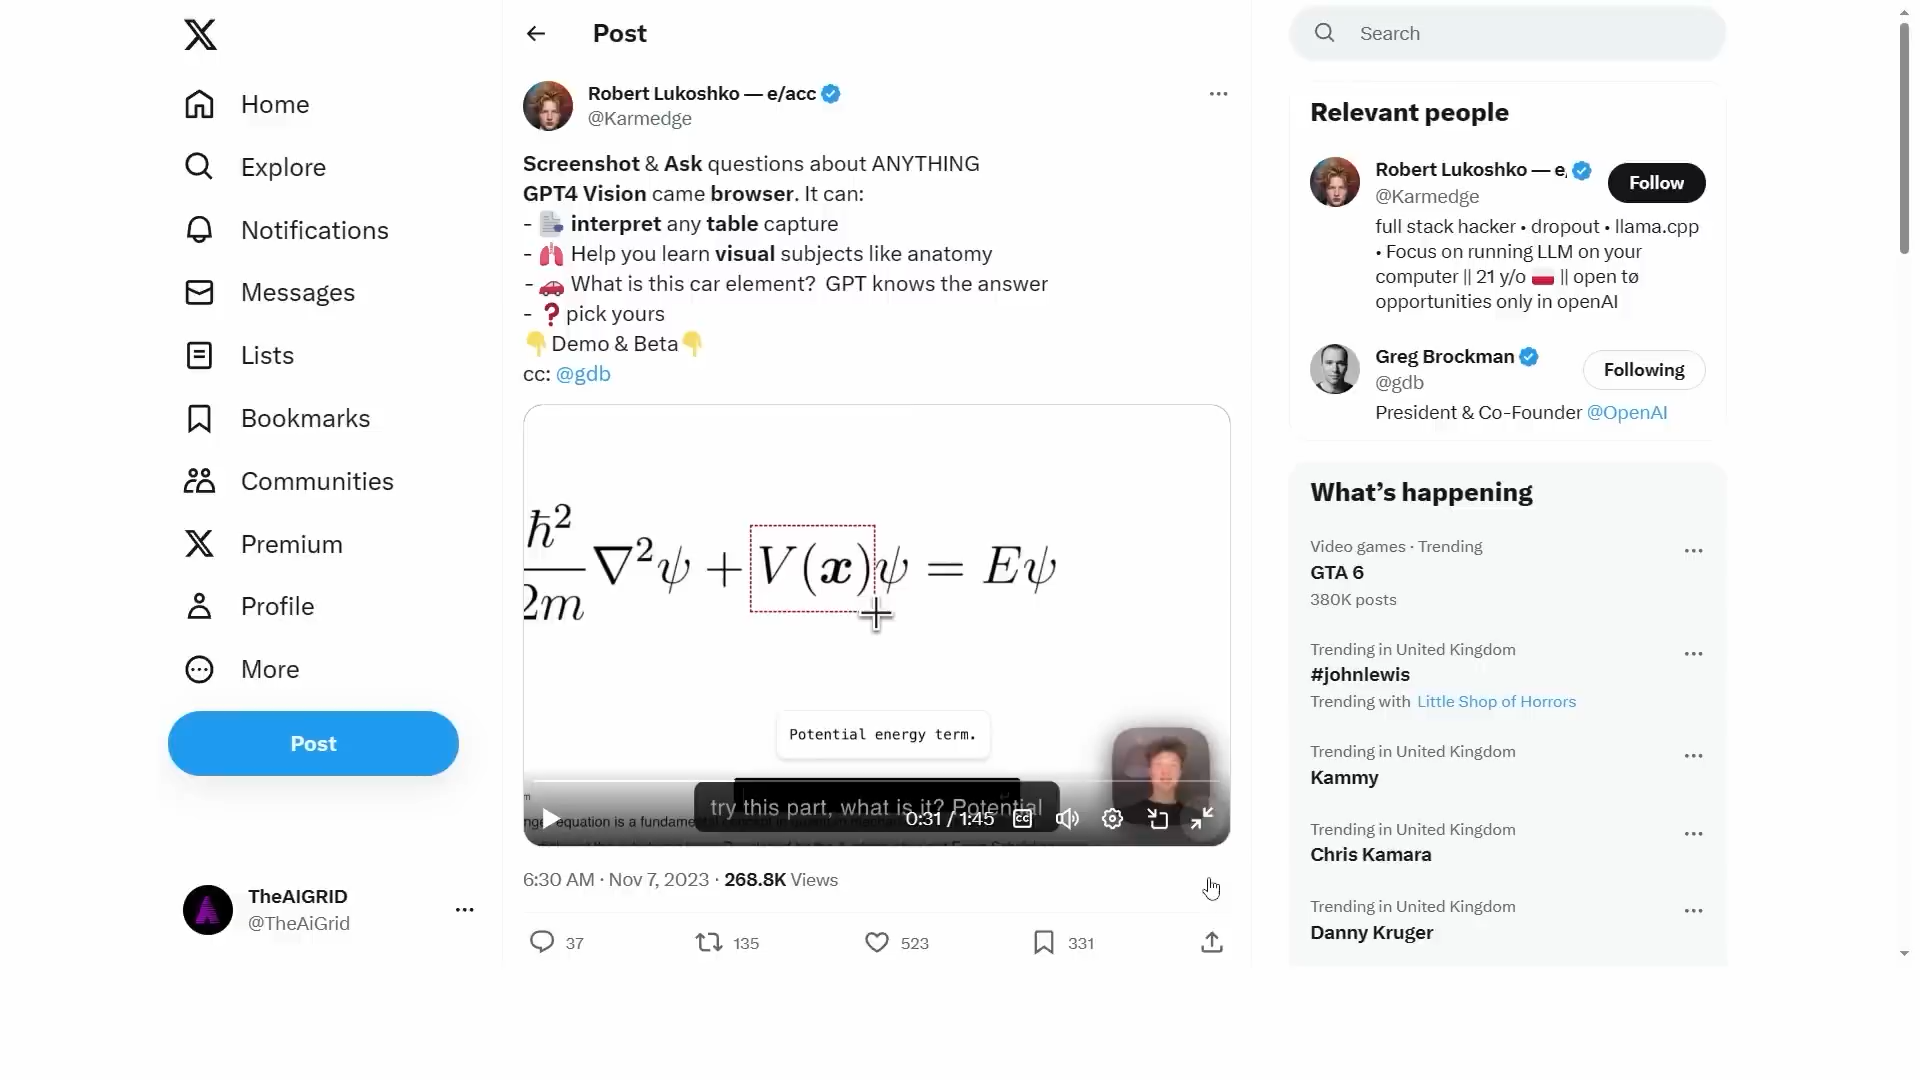 Home
Explore
Notifications
Messages
Lists
Bookmarks
Communities
Premium
Profile
More
Post
TheAIGRID
@TheAiGrid
Post
Robert Lukoshko — e/acc
@Karmedge
Screenshot & Ask questions about ANYTHING
GPT4 Vision came browser. It can:
- interpret any table capture
- 🫁 Help you learn visual subjects like anatomy
- 🚗 What is this car element? GPT knows the answer
- ❓ pick yours
👇Demo & Beta👇
cc: @gdb
ħ²/2m ∇²ψ + V(x)ψ = Eψ
Potential energy term.
try this part, what is it? Potential
0:31 / 1:45
equation is a fundamental
6:30 AM · Nov 7, 2023 · 268.8K Views
37 135 523 331
Search
Relevant people
Robert Lukoshko — e,
@Karmedge
Follow
full stack hacker • dropout • llama.cpp
• Focus on running LLM on your
computer || 21 y/o 🇵🇱 || open tø
opportunities only in openAI
Greg Brockman
@gdb
Following
President & Co-Founder @OpenAI
What's happening
Video games · Trending
GTA 6
380K posts
Trending in United Kingdom
#johnlewis
Trending with Little Shop of Horrors
Trending in United Kingdom
Kammy
Trending in United Kingdom
Chris Kamara
Trending in United Kingdom
Danny Kruger